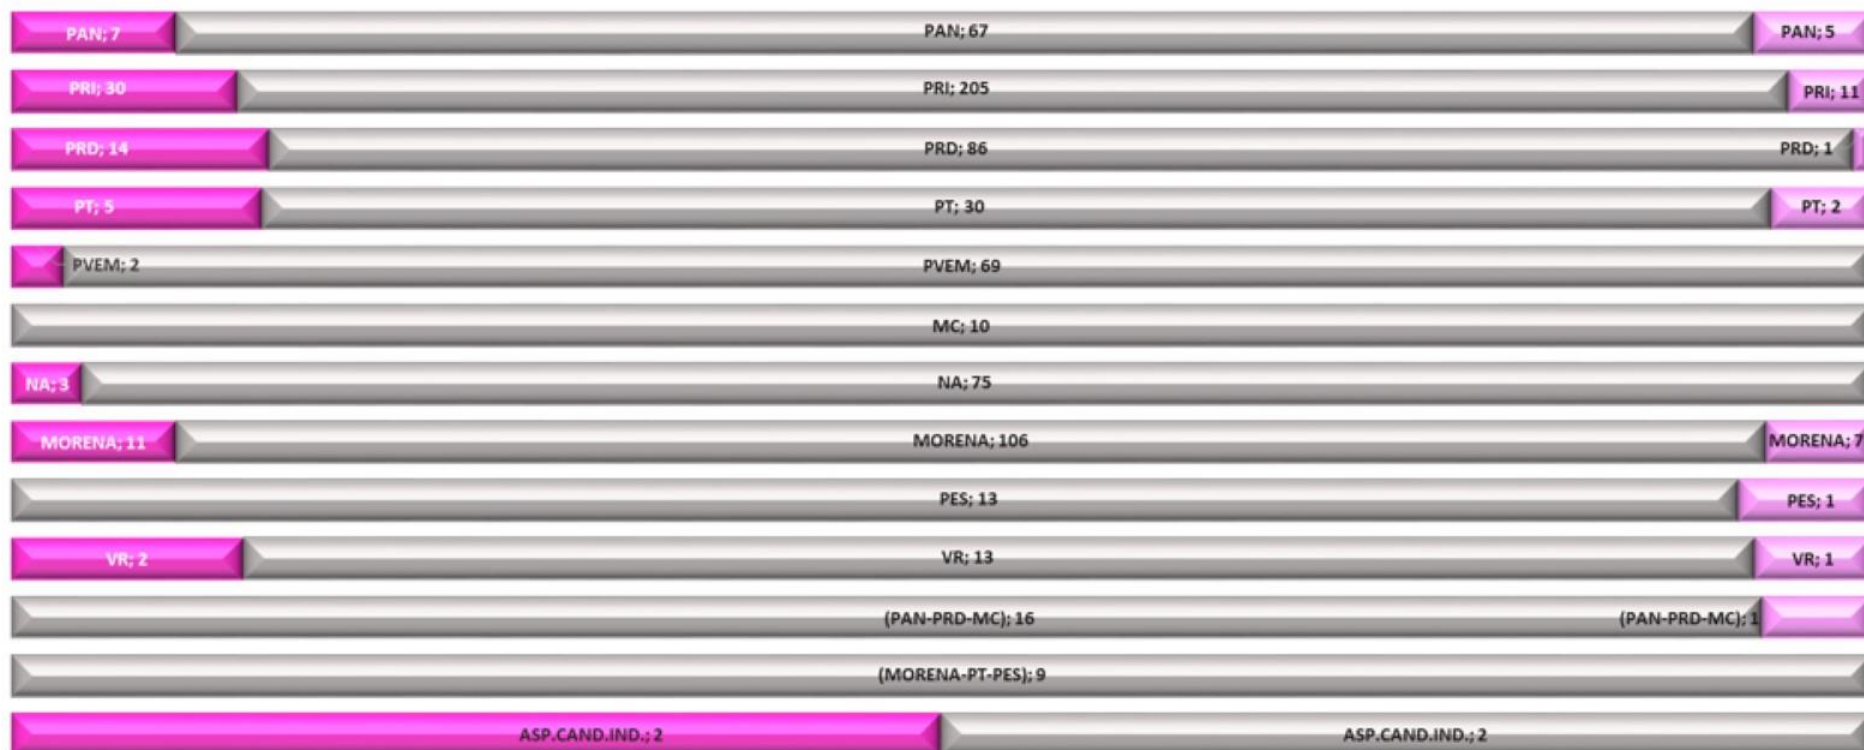 PAN; 7 PAN; 67 PAN; 5
PRI; 30 PRI; 205 PRI; 11
PRD; 14 PRD; 86 PRD; 1
PT; 5 PT; 30 PT; 2
PVEM; 2 PVEM; 69
MC; 10
NA; 3 NA; 75
MORENA; 11 MORENA; 106 MORENA; 7
PES; 13 PES; 1
VR; 2 VR; 13 VR; 1
(PAN-PRD-MC); 16 (PAN-PRD-MC); 1
(MORENA-PT-PES); 9
ASP.CAND.IND.; 2 ASP.CAND.IND.; 2